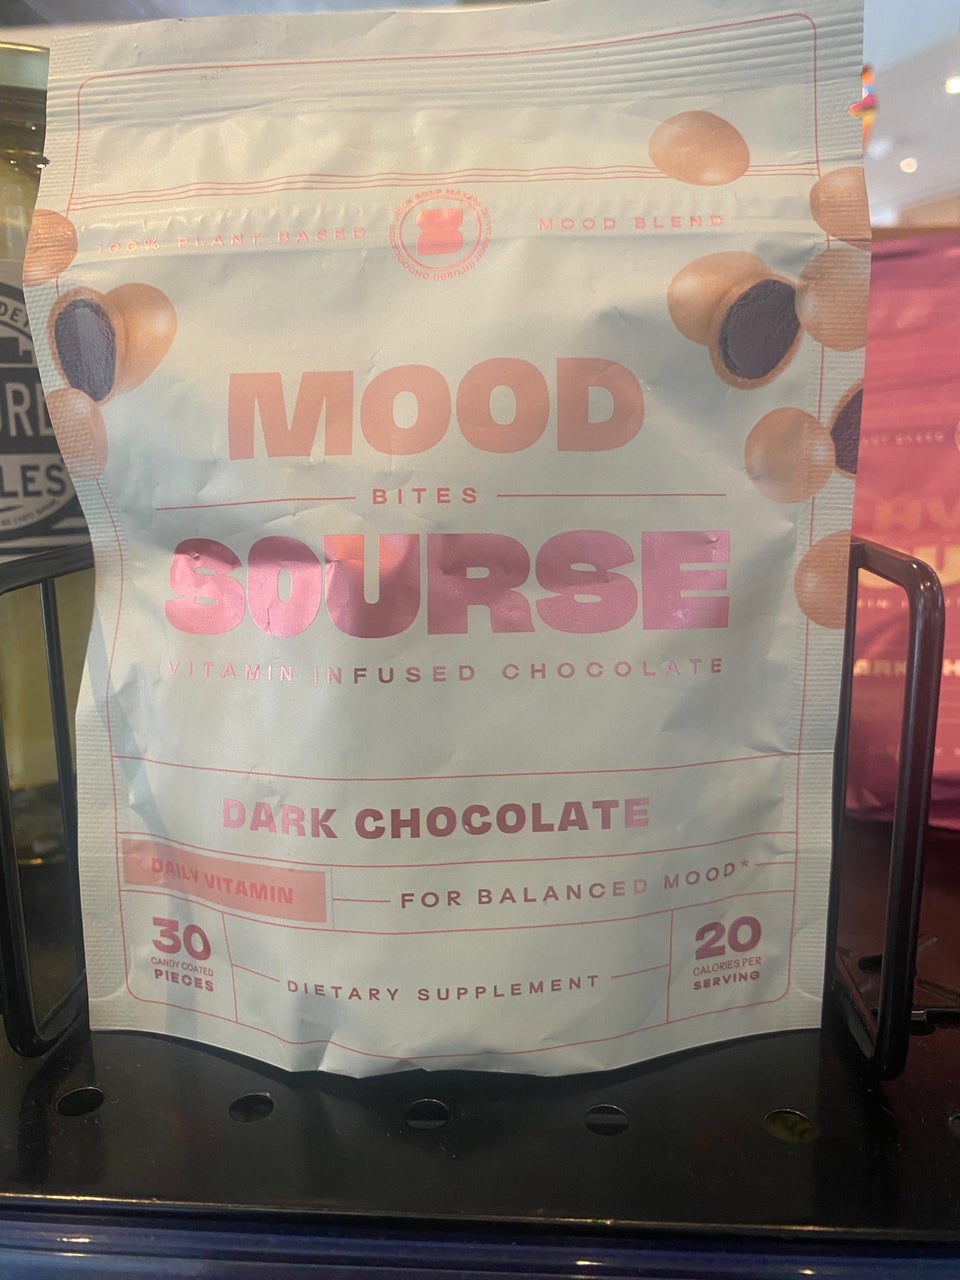 100% PLANT BASED
MOOD BLEND
MOOD
BITES
SOURSE
VITAMIN INFUSED CHOCOLATE
DARK CHOCOLATE
DAILY VITAMIN
FOR BALANCED MOOD*
30
CANDY COATED
PIECES
DIETARY SUPPLEMENT
20
CALORIES PER
SERVING
LES